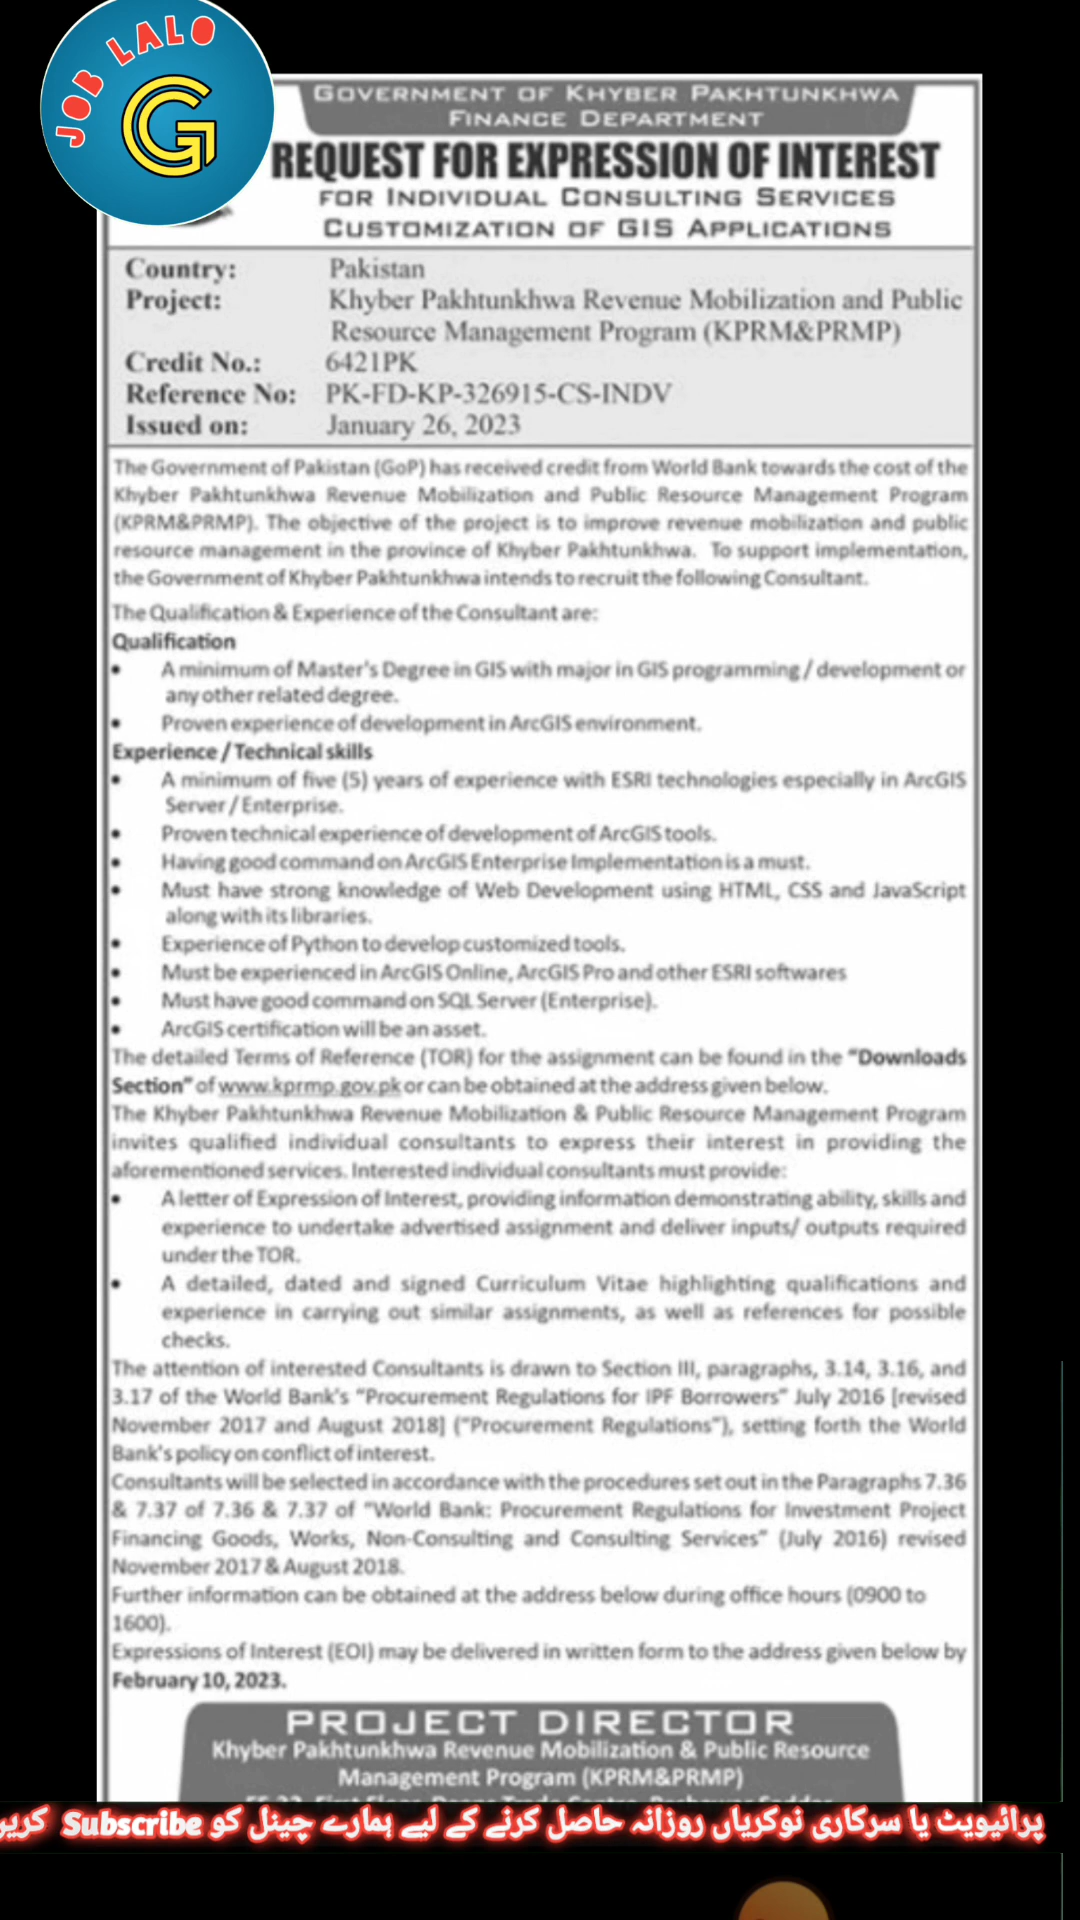 JOB LALO
G
GOVERNMENT OF KHYBER PAKHTUNKHWA
FINANCE DEPARTMENT
REQUEST FOR EXPRESSION OF INTEREST
FOR INDIVIDUAL CONSULTING SERVICES
CUSTOMIZATION OF GIS APPLICATIONS
Country: Pakistan
Project: Khyber Pakhtunkhwa Revenue Mobilization and Public
Resource Management Program (KPRM&PRMP)
Credit No.: 6421PK
Reference No: PK-FD-KP-326915-CS-INDV
Issued on: January 26, 2023
The Government of Pakistan (GoP) has received credit from World Bank towards the cost of the
Khyber Pakhtunkhwa Revenue Mobilization and Public Resource Management Program
(KPRM&PRMP). The objective of the project is to improve revenue mobilization and public
resource management in the province of Khyber Pakhtunkhwa. To support implementation,
the Government of Khyber Pakhtunkhwa intends to recruit the following Consultant.
The Qualification & Experience of the Consultant are:
Qualification
• A minimum of Master's Degree in GIS with major in GIS programming / development or
any other related degree.
• Proven experience of development in ArcGIS environment.
Experience / Technical skills
• A minimum of five (5) years of experience with ESRI technologies especially in ArcGIS
Server / Enterprise.
• Proven technical experience of development of ArcGIS tools.
• Having good command on ArcGIS Enterprise Implementation is a must.
• Must have strong knowledge of Web Development using HTML, CSS and JavaScript
along with its libraries.
• Experience of Python to develop customized tools.
• Must be experienced in ArcGIS Online, ArcGIS Pro and other ESRI softwares
• Must have good command on SQL Server (Enterprise).
• ArcGIS certification will be an asset.
The detailed Terms of Reference (TOR) for the assignment can be found in the "Downloads
Section" of www.kprmp.gov.pk or can be obtained at the address given below.
The Khyber Pakhtunkhwa Revenue Mobilization & Public Resource Management Program
invites qualified individual consultants to express their interest in providing the
aforementioned services. Interested individual consultants must provide:
• A letter of Expression of Interest, providing information demonstrating ability, skills and
experience to undertake advertised assignment and deliver inputs/ outputs required
under the TOR.
• A detailed, dated and signed Curriculum Vitae highlighting qualifications and
experience in carrying out similar assignments, as well as references for possible
checks.
The attention of interested Consultants is drawn to Section III, paragraphs, 3.14, 3.16, and
3.17 of the World Bank's "Procurement Regulations for IPF Borrowers" July 2016 [revised
November 2017 and August 2018] ("Procurement Regulations"), setting forth the World
Bank's policy on conflict of interest.
Consultants will be selected in accordance with the procedures set out in the Paragraphs 7.36
& 7.37 of 7.36 & 7.37 of "World Bank: Procurement Regulations for Investment Project
Financing Goods, Works, Non-Consulting and Consulting Services" (July 2016) revised
November 2017 & August 2018.
Further information can be obtained at the address below during office hours (0900 to
1600).
Expressions of Interest (EOI) may be delivered in written form to the address given below by
February 10, 2023.
PROJECT DIRECTOR
Khyber Pakhtunkhwa Revenue Mobilization & Public Resource
Management Program (KPRM&PRMP)
پرائیویٹ یا سرکاری نوکریاں روزانہ حاصل کرنے کے لیے ہمارے چینل کو Subscribe کریں